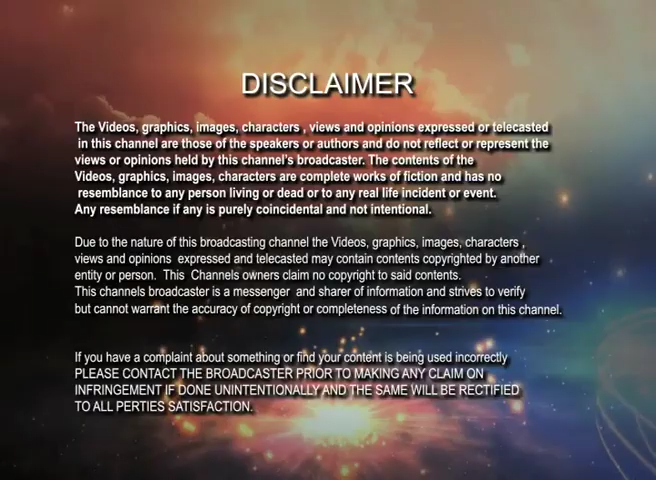 DISCLAIMER
The Videos, graphics, images, characters , views and opinions expressed or telecasted
in this channel are those of the speakers or authors and do not reflect or represent the
views or opinions held by this channel's broadcaster. The contents of the
Videos, graphics, images, characters are complete works of fiction and has no
resemblance to any person living or dead or to any real life incident or event.
Any resemblance if any is purely coincidental and not intentional.
Due to the nature of this broadcasting channel the Videos, graphics, images, characters ,
views and opinions expressed and telecasted may contain contents copyrighted by another
entity or person. This Channels owners claim no copyright to said contents.
This channels broadcaster is a messenger and sharer of information and strives to verify
but cannot warrant the accuracy of copyright or completeness of the information on this channel.
If you have a complaint about something or find your content is being used incorrectly
PLEASE CONTACT THE BROADCASTER PRIOR TO MAKING ANY CLAIM ON
INFRINGEMENT IF DONE UNINTENTIONALLY AND THE SAME WILL BE RECTIFIED
TO ALL PERTIES SATISFACTION.